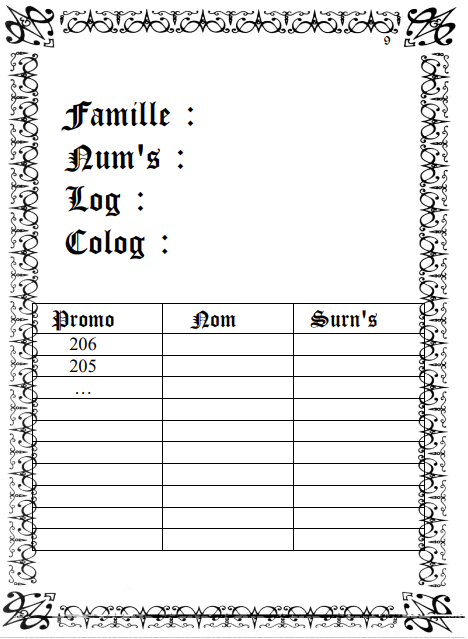 9
Famille :
Num's :
Log :
Colog :
Promo Nom Surn's
206
205
...